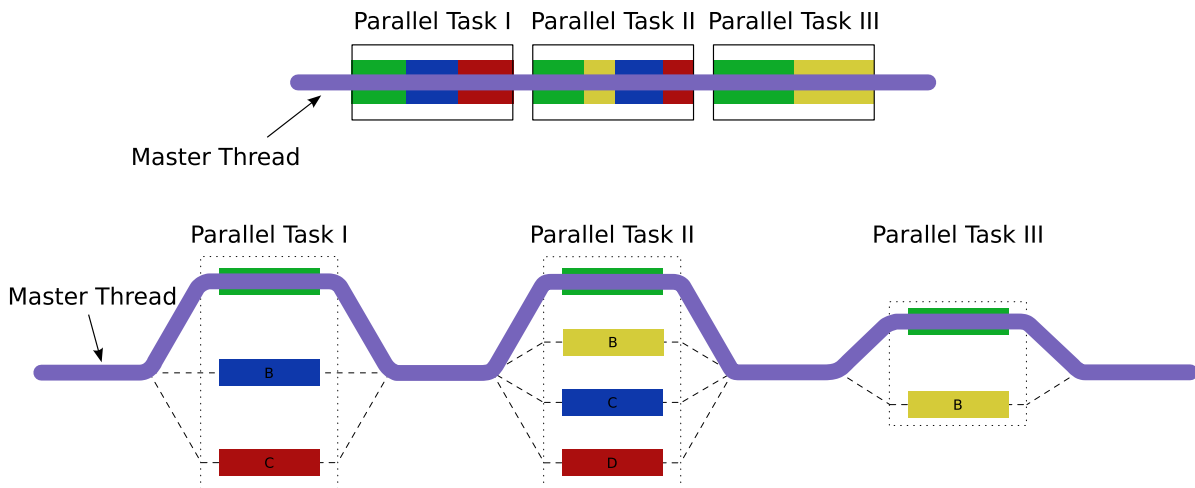 Parallel Task I
Parallel Task II
Parallel Task III
Master Thread
Parallel Task I
Parallel Task II
Parallel Task III
Master Thread
B
C
B
C
D
B